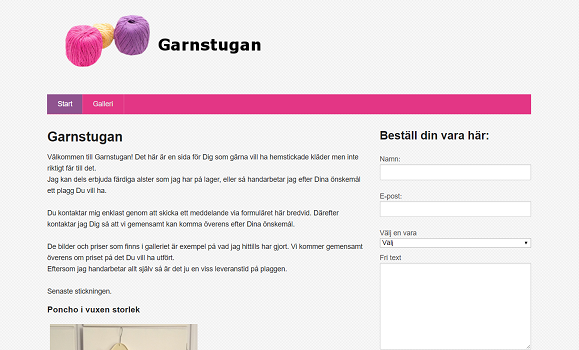 Garnstugan
Start
Galleri
Garnstugan
Välkommen till Garnstugan! Det här är en sida för Dig som gärna vill ha hemstickade kläder men inte
riktigt får till det.
Jag kan dels erbjuda färdiga alster som jag har på lager, eller så handarbetar jag efter Dina önskemål
ett plagg Du vill ha.
Du kontaktar mig enklast genom att skicka ett meddelande via formuläret här bredvid. Därefter
kontaktar jag Dig så att vi gemensamt kan komma överens efter Dina önskemål.
De bilder och priser som finns i galleriet är exempel på vad jag hittills har gjort. Vi kommer gemensamt
överens om priset på det Du vill ha utfört.
Eftersom jag handarbetar allt själv så är det ju en viss leveranstid på plaggen.
Senaste stickningen.
Poncho i vuxen storlek
Beställ din vara här:
Namn:
E-post:
Välj en vara
Välj
Fri text